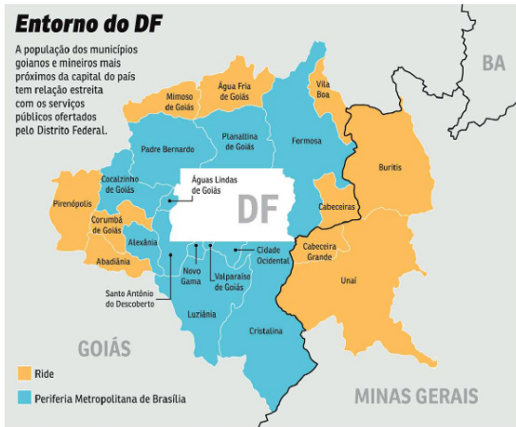 Entorno do DF
A população dos municípios
goianos e mineiros mais
próximos da capital do país
tem relação estreita
com os serviços
públicos ofertados
pelo Distrito Federal.
BA
Mimoso
de Goiás
Água Fria
de Goiás
Vila
Boa
Padre Bernardo
Planaltina
de Goiás
Formosa
Buritis
Cocalzinho
de Goiás
Águas Lindas
de Goiás
Pirenópolis
Corumbá
de Goiás
DF
Cabeceiras
Alexânia
Abadiânia
Cidade
Ocidental
Cabeceira
Grande
Novo
Gama
Valparaíso
de Goiás
Unaí
Santo Antônio
do Descoberto
Luziânia
Cristalina
GOIÁS
Ride
Periferia Metropolitana de Brasília
MINAS GERAIS